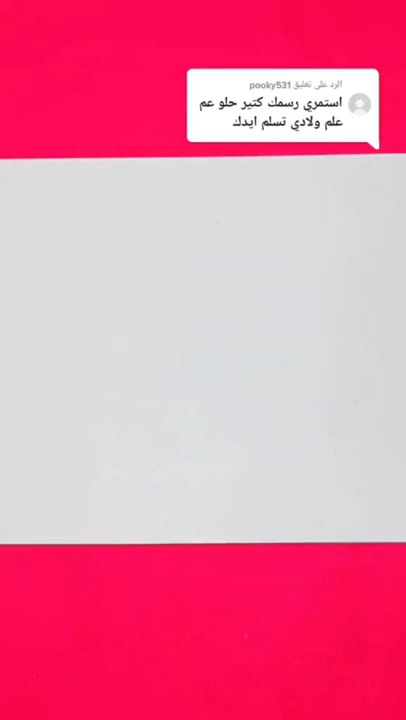 الرد على تعليق pooky531
استمري رسمك كتير حلو عم
علم ولادي تسلم ايدك